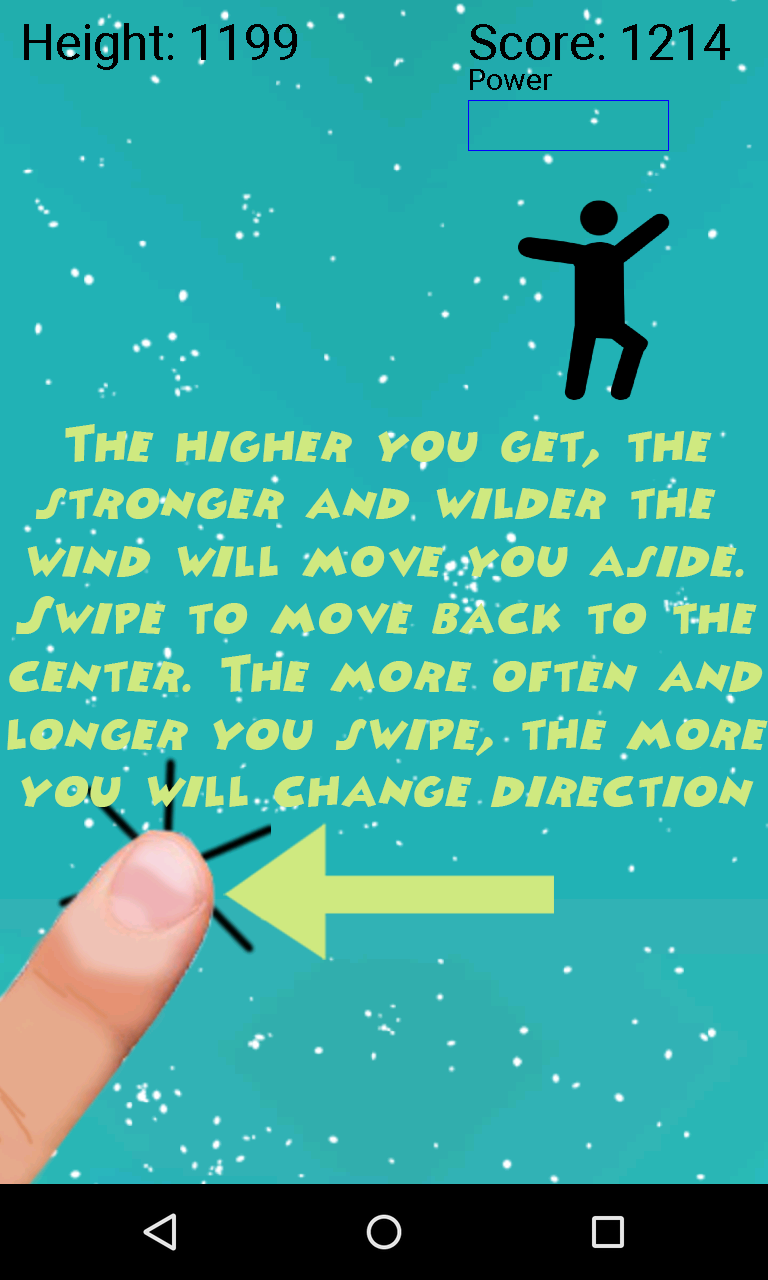 Height: 1199
Score: 1214
Power
The higher you get, the
stronger and wilder the
wind will move you aside.
Swipe to move back to the
center. The more often and
longer you swipe, the more
you will change direction